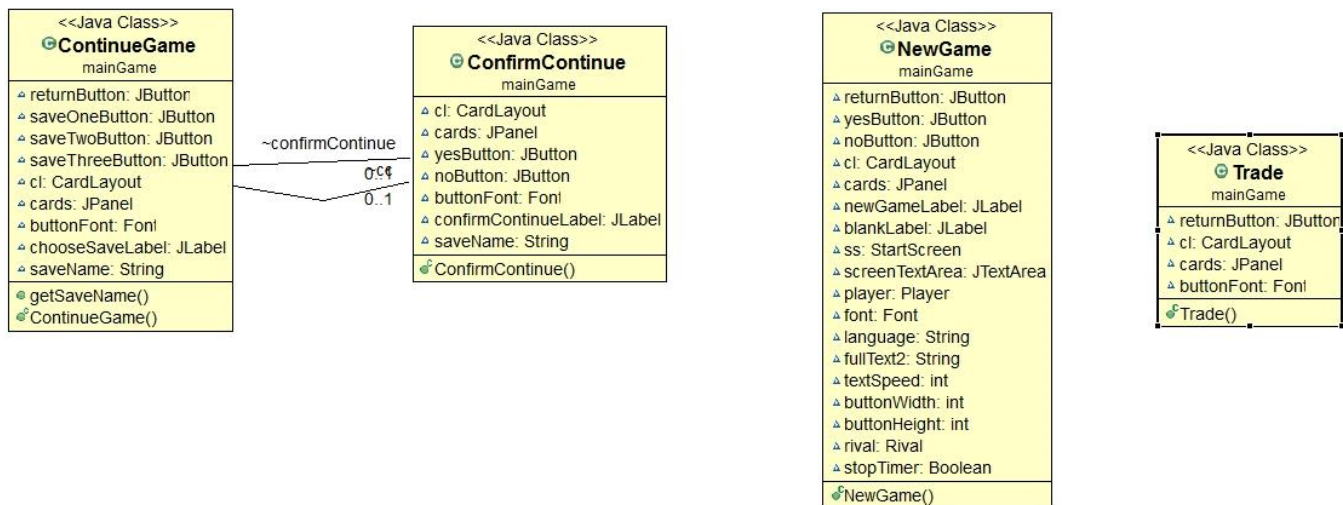 <<Java Class>>
ContinueGame
mainGame
returnButton: JButton
saveOneButton: JButton
saveTwoButton: JButton
saveThreeButton: JButton
cl: CardLayout
cards: JPanel
buttonFont: Font
chooseSaveLabel: JLabel
saveName: String
getSaveName()
ContinueGame()
~confirmContinue
0..1
0..1
<<Java Class>>
ConfirmContinue
mainGame
cl: CardLayout
cards: JPanel
yesButton: JButton
noButton: JButton
buttonFont: Font
confirmContinueLabel: JLabel
saveName: String
ConfirmContinue()
<<Java Class>>
NewGame
mainGame
returnButton: JButton
yesButton: JButton
noButton: JButton
cl: CardLayout
cards: JPanel
newGameLabel: JLabel
blankLabel: JLabel
ss: StartScreen
screenTextArea: JTextArea
player: Player
font: Font
language: String
fullText2: String
textSpeed: int
buttonWidth: int
buttonHeight: int
rival: Rival
stopTimer: Boolean
NewGame()
<<Java Class>>
Trade
mainGame
returnButton: JButton
cl: CardLayout
cards: JPanel
buttonFont: Font
Trade()